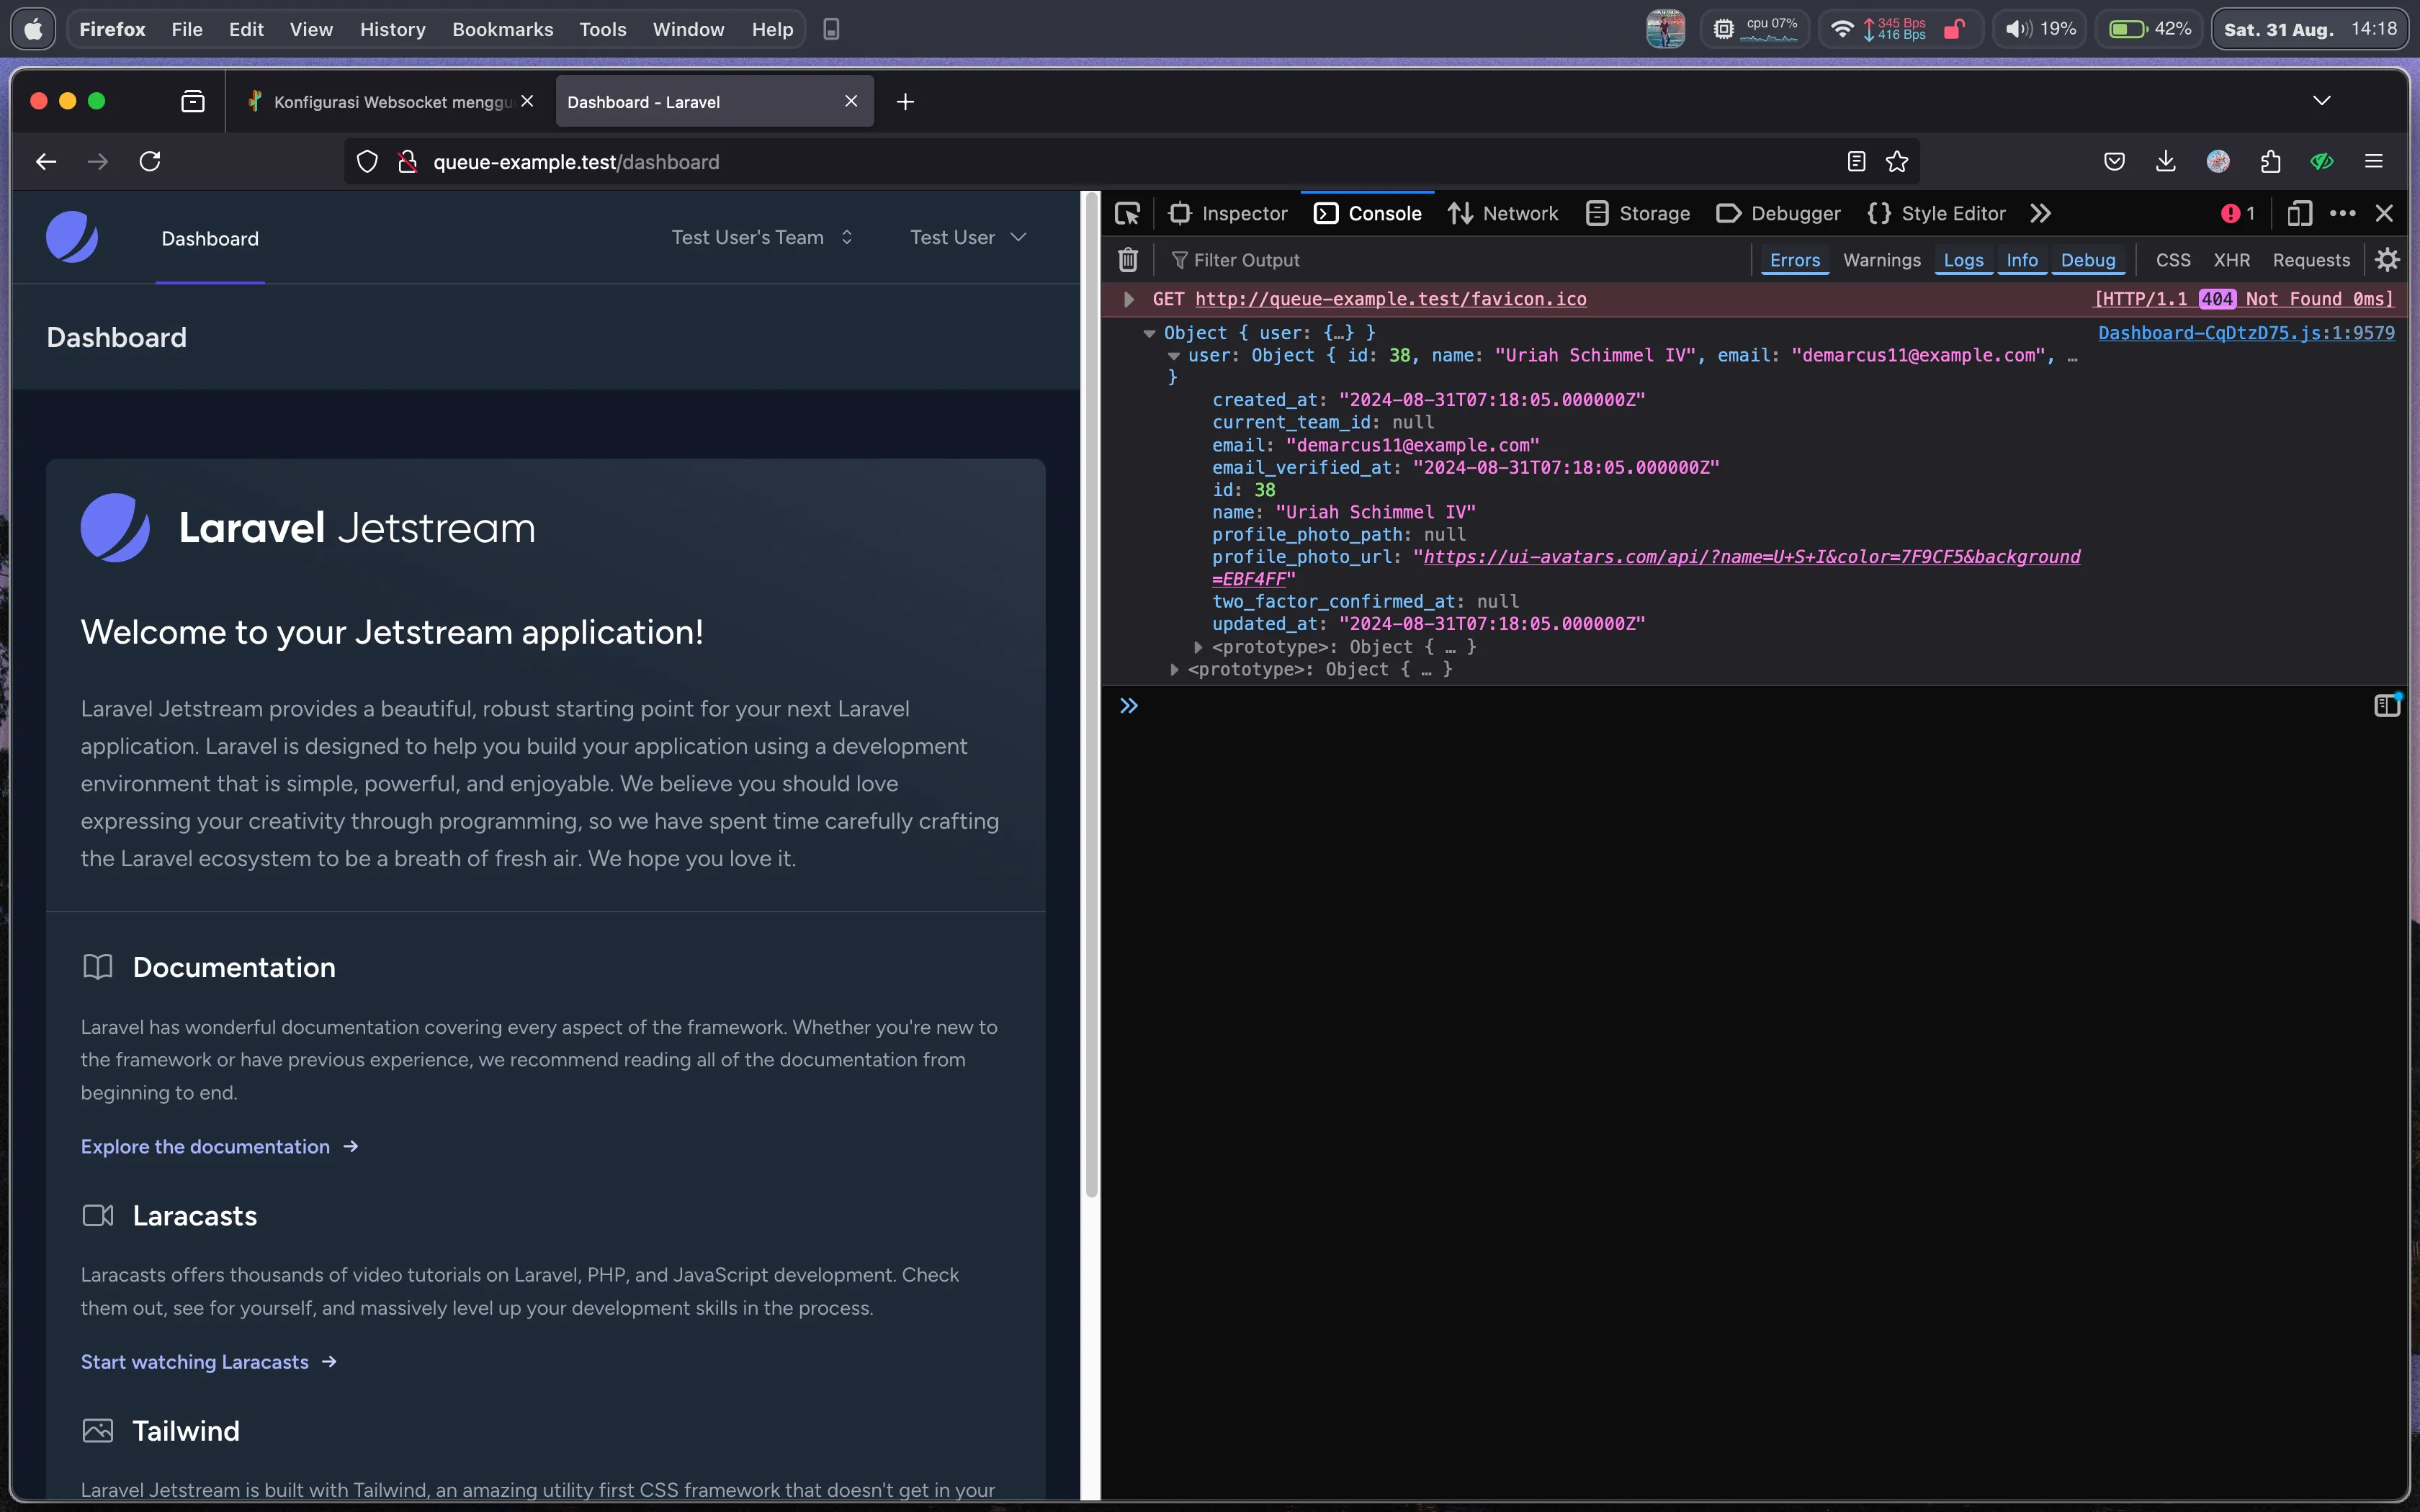 Firefox File Edit View History Bookmarks Tools Window Help
cpu 07% 345 Bps 416 Bps 19% 42% Sat. 31 Aug. 14:18
Konfigurasi Websocket menggu
Dashboard - Laravel
queue-example.test/dashboard
Dashboard Test User's Team Test User
Dashboard
Laravel Jetstream
Welcome to your Jetstream application!
Laravel Jetstream provides a beautiful, robust starting point for your next Laravel
application. Laravel is designed to help you build your application using a development
environment that is simple, powerful, and enjoyable. We believe you should love
expressing your creativity through programming, so we have spent time carefully crafting
the Laravel ecosystem to be a breath of fresh air. We hope you love it.
Documentation
Laravel has wonderful documentation covering every aspect of the framework. Whether you're new to
the framework or have previous experience, we recommend reading all of the documentation from
beginning to end.
Explore the documentation →
Laracasts
Laracasts offers thousands of video tutorials on Laravel, PHP, and JavaScript development. Check
them out, see for yourself, and massively level up your development skills in the process.
Start watching Laracasts →
Tailwind
Laravel Jetstream is built with Tailwind, an amazing utility first CSS framework that doesn't get in your
Inspector Console Network Storage Debugger {} Style Editor 1
Filter Output Errors Warnings Logs Info Debug CSS XHR Requests
GET http://queue-example.test/favicon.ico [HTTP/1.1 404 Not Found 0ms]
Object { user: {…} } Dashboard-CqDtzD75.js:1:9579
user: Object { id: 38, name: "Uriah Schimmel IV", email: "demarcus11@example.com", …
}
created_at: "2024-08-31T07:18:05.000000Z"
current_team_id: null
email: "demarcus11@example.com"
email_verified_at: "2024-08-31T07:18:05.000000Z"
id: 38
name: "Uriah Schimmel IV"
profile_photo_path: null
profile_photo_url: "https://ui-avatars.com/api/?name=U+S+I&color=7F9CF5&background
=EBF4FF"
two_factor_confirmed_at: null
updated_at: "2024-08-31T07:18:05.000000Z"
<prototype>: Object { … }
<prototype>: Object { … }